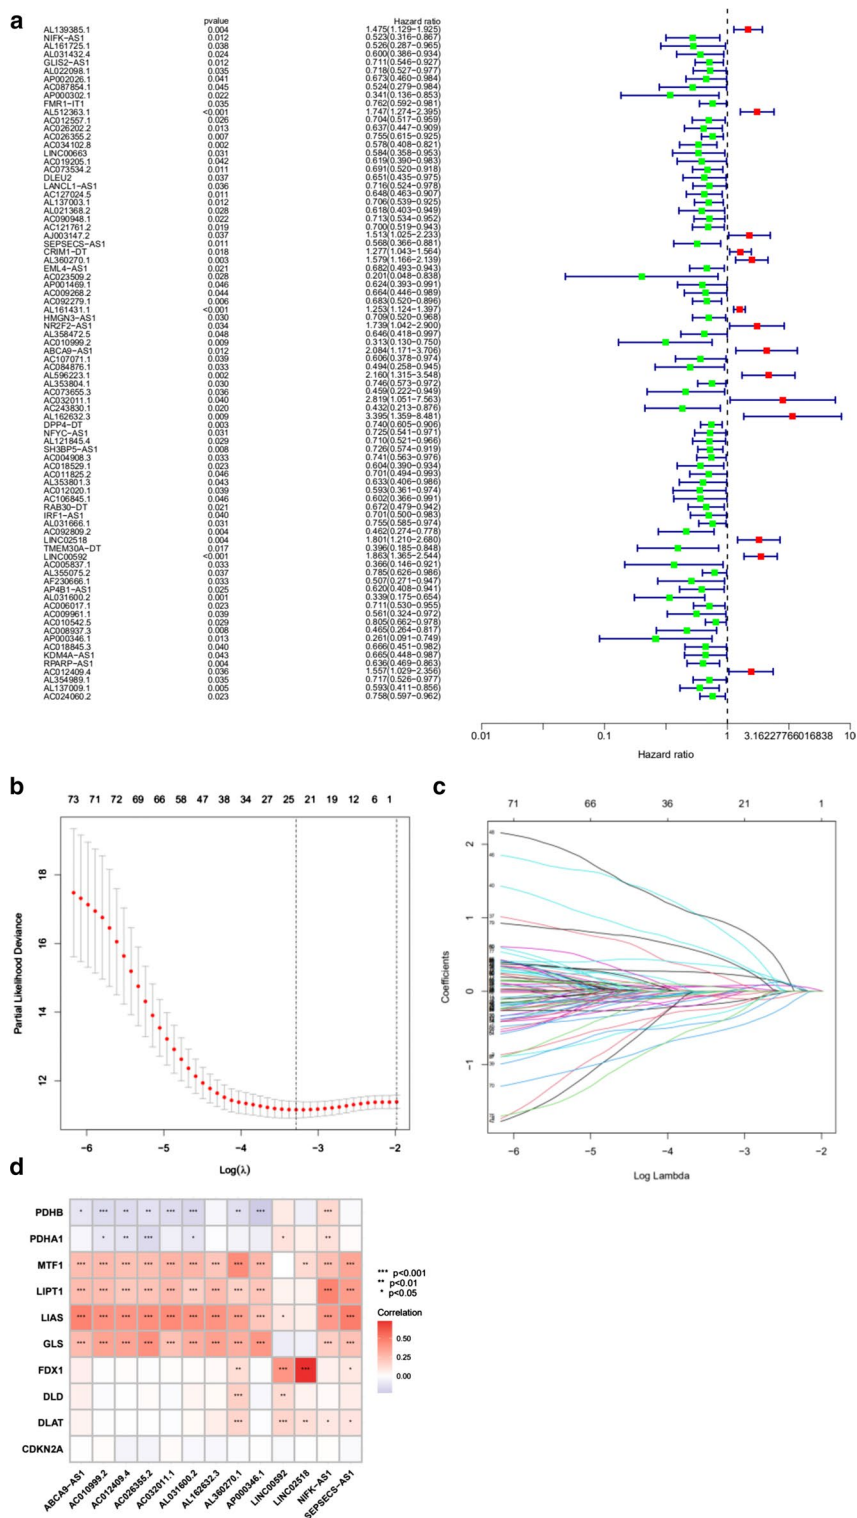 a
pvalue Hazard ratio
AL139385.1 0.004 1.475(1.129−1.925)
NIFK−AS1 0.012 0.523(0.316−0.867)
AL161725.1 0.038 0.526(0.287−0.965)
AL031432.4 0.024 0.600(0.386−0.934)
GLIS2−AS1 0.012 0.711(0.546−0.927)
AL022098.1 0.035 0.718(0.527−0.977)
AP002026.1 0.041 0.673(0.460−0.984)
AC087854.1 0.045 0.524(0.279−0.984)
AP000302.1 0.022 0.341(0.136−0.853)
FMR1−IT1 0.035 0.762(0.592−0.981)
AL512363.1 <0.001 1.747(1.274−2.395)
AC012557.1 0.026 0.704(0.517−0.959)
AC026202.2 0.013 0.637(0.447−0.909)
AC026355.2 0.007 0.755(0.615−0.925)
AC034102.8 0.002 0.578(0.408−0.821)
LINC00663 0.031 0.584(0.358−0.953)
AC019205.1 0.042 0.619(0.390−0.983)
AC073534.2 0.011 0.691(0.520−0.918)
DLEU2 0.037 0.651(0.435−0.975)
LANCL1−AS1 0.036 0.716(0.524−0.978)
AC127024.5 0.011 0.648(0.463−0.907)
AL137003.1 0.012 0.706(0.539−0.925)
AL021368.2 0.028 0.618(0.403−0.949)
AC090948.1 0.022 0.713(0.534−0.952)
AC121761.2 0.019 0.700(0.519−0.943)
AJ003147.2 0.037 1.513(1.025−2.233)
SEPSECS−AS1 0.011 0.568(0.366−0.881)
CRIM1−DT 0.018 1.277(1.043−1.564)
AL360270.1 0.003 1.579(1.166−2.139)
EML4−AS1 0.021 0.682(0.493−0.943)
AC023509.2 0.028 0.201(0.048−0.838)
AP001469.1 0.046 0.624(0.393−0.991)
AC009268.2 0.044 0.664(0.446−0.989)
AC092279.1 0.006 0.683(0.520−0.896)
AL161431.1 <0.001 1.253(1.124−1.397)
HMGN3−AS1 0.030 0.709(0.520−0.968)
NR2F2−AS1 0.034 1.739(1.042−2.900)
AL358472.5 0.048 0.646(0.418−0.997)
AC010999.2 0.009 0.313(0.130−0.750)
ABCA9−AS1 0.012 2.084(1.171−3.706)
AC107071.1 0.039 0.606(0.378−0.974)
AC084876.1 0.033 0.494(0.258−0.945)
AL596223.1 0.002 2.160(1.315−3.548)
AL353804.1 0.030 0.746(0.573−0.972)
AC073655.3 0.036 0.459(0.222−0.949)
AC032011.1 0.040 2.819(1.051−7.563)
AC243830.1 0.020 0.432(0.213−0.876)
AL162632.3 0.009 3.395(1.359−8.481)
DPP4−DT 0.003 0.740(0.605−0.906)
NFYC−AS1 0.031 0.725(0.541−0.971)
AL121845.4 0.029 0.710(0.521−0.966)
SH3BP5−AS1 0.008 0.726(0.574−0.919)
AC004908.3 0.033 0.741(0.563−0.976)
AC018529.1 0.023 0.604(0.390−0.934)
AC011825.2 0.046 0.701(0.494−0.993)
AL353801.3 0.043 0.633(0.406−0.986)
AC012020.1 0.039 0.593(0.361−0.974)
AC106845.1 0.046 0.602(0.366−0.991)
RAB30−DT 0.021 0.672(0.479−0.942)
IRF1−AS1 0.040 0.701(0.500−0.983)
AL031666.1 0.031 0.755(0.585−0.974)
AC092809.2 0.004 0.462(0.274−0.778)
LINC02518 0.004 1.801(1.210−2.680)
TMEM30A−DT 0.017 0.396(0.185−0.848)
LINC00592 <0.001 1.863(1.365−2.544)
AC005837.1 0.033 0.366(0.146−0.921)
AL355075.2 0.037 0.785(0.626−0.986)
AF230666.1 0.033 0.507(0.271−0.947)
AP4B1−AS1 0.025 0.620(0.408−0.941)
AL031600.2 0.001 0.339(0.175−0.654)
AC006017.1 0.023 0.711(0.530−0.955)
AC009961.1 0.039 0.561(0.324−0.972)
AC010542.5 0.029 0.805(0.662−0.978)
AC008937.3 0.008 0.465(0.264−0.817)
AP000346.1 0.013 0.261(0.091−0.749)
AC018845.3 0.040 0.666(0.451−0.982)
KDM4A−AS1 0.043 0.665(0.448−0.987)
RPARP−AS1 0.004 0.636(0.469−0.863)
AC012409.4 0.036 1.557(1.029−2.356)
AL354989.1 0.035 0.717(0.526−0.977)
AL137009.1 0.005 0.593(0.411−0.856)
AC024060.2 0.023 0.758(0.597−0.962)
0.01 0.1 1 3.16227766016838 10
Hazard ratio
b
73 71 72 69 66 58 47 38 34 27 25 21 19 12 6 1
18
16
14
12
Partial Likelihood Deviance
−6 −5 −4 −3 −2
Log(λ)
c
71 66 36 21 1
2
1
0
−1
Coefficients
−6 −5 −4 −3 −2
Log Lambda
d
PDHB * *** ** ** *** *** ** *** ***
PDHA1 * ** *** * * **
MTF1 *** *** *** *** *** *** *** *** *** ** *** ***
LIPT1 *** *** *** *** *** *** *** *** *** *** ***
LIAS *** *** *** *** *** *** *** *** *** * *** ***
GLS *** *** *** *** *** *** *** *** *** *** ***
FDX1 ** *** *** *
DLD *** **
DLAT *** *** ** * *
CDKN2A
ABCA9−AS1 AC010999.2 AC012409.4 AC026355.2 AC032011.1 AL031600.2 AL162632.3 AL360270.1 AP000346.1 LINC00592 LINC02518 NIFK−AS1 SEPSECS−AS1
*** p<0.001
** p<0.01
* p<0.05
Correlation
0.50
0.25
0.00